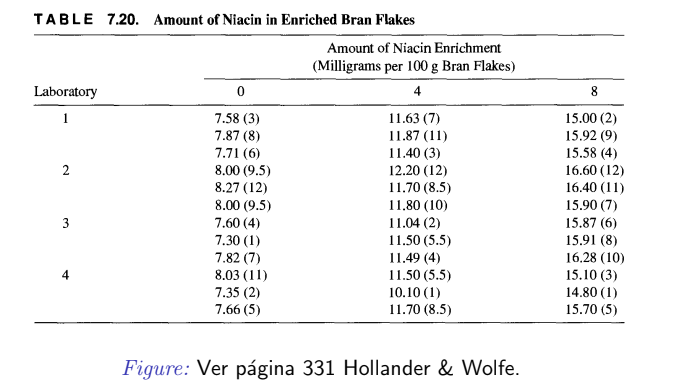 TABLE 7.20. Amount of Niacin in Enriched Bran Flakes
Amount of Niacin Enrichment
(Milligrams per 100 g Bran Flakes)
Laboratory 0 4 8
1 7.58 (3) 11.63 (7) 15.00 (2)
7.87 (8) 11.87 (11) 15.92 (9)
7.71 (6) 11.40 (3) 15.58 (4)
2 8.00 (9.5) 12.20 (12) 16.60 (12)
8.27 (12) 11.70 (8.5) 16.40 (11)
8.00 (9.5) 11.80 (10) 15.90 (7)
3 7.60 (4) 11.04 (2) 15.87 (6)
7.30 (1) 11.50 (5.5) 15.91 (8)
7.82 (7) 11.49 (4) 16.28 (10)
4 8.03 (11) 11.50 (5.5) 15.10 (3)
7.35 (2) 10.10 (1) 14.80 (1)
7.66 (5) 11.70 (8.5) 15.70 (5)
Figure: Ver página 331 Hollander & Wolfe.